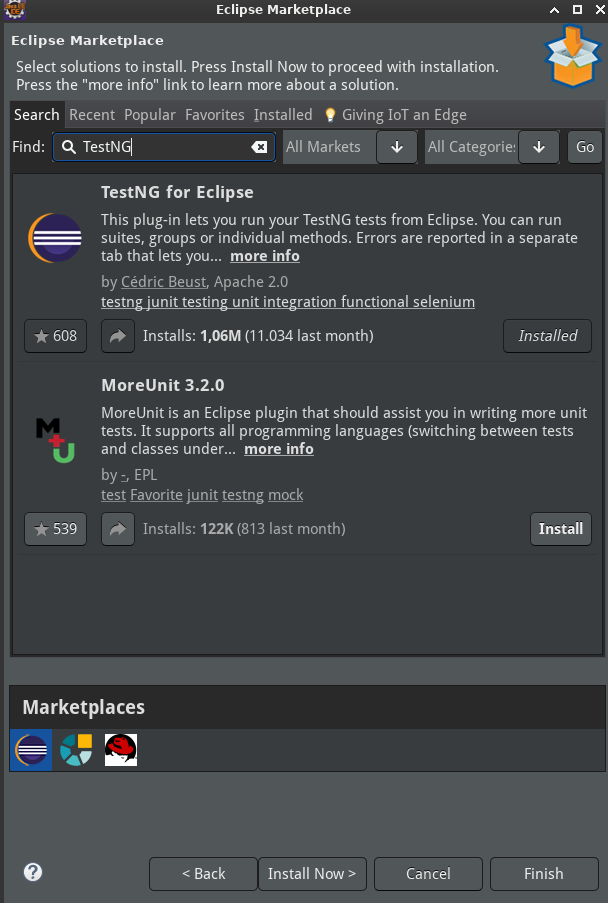 Eclipse Marketplace
Eclipse Marketplace
Select solutions to install. Press Install Now to proceed with installation.
Press the "more info" link to learn more about a solution.
Search Recent Popular Favorites Installed Giving IoT an Edge
Find: TestNG All Markets All Categories Go
TestNG for Eclipse
This plug-in lets you run your TestNG tests from Eclipse. You can run
suites, groups or individual methods. Errors are reported in a separate
tab that lets you... more info
by Cédric Beust, Apache 2.0
testng junit testing unit integration functional selenium
608 Installs: 1,06M (11.034 last month) Installed
MoreUnit 3.2.0
MoreUnit is an Eclipse plugin that should assist you in writing more unit
tests. It supports all programming languages (switching between tests
and classes under... more info
by -, EPL
test Favorite junit testng mock
539 Installs: 122K (813 last month) Install
Marketplaces
< Back Install Now > Cancel Finish